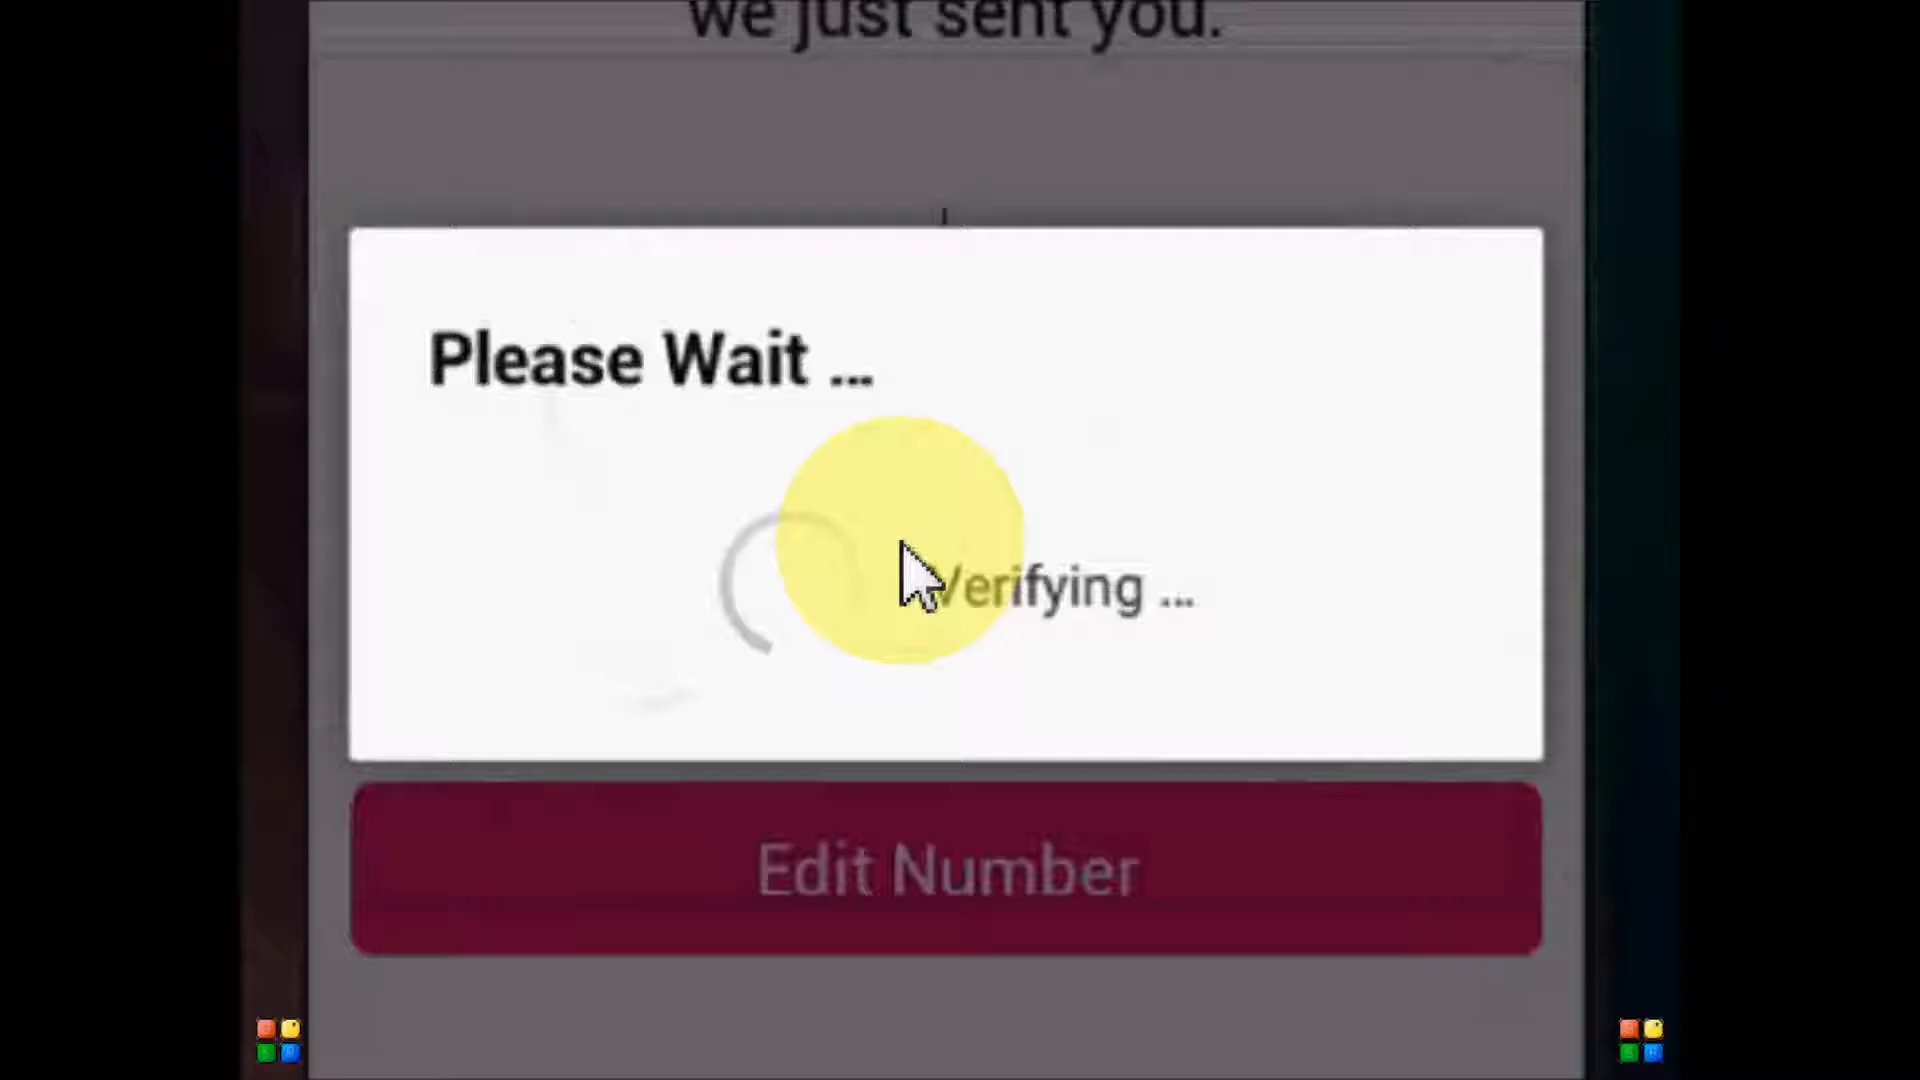 we just sent you.
Please Wait ...
Verifying ...
Edit Number